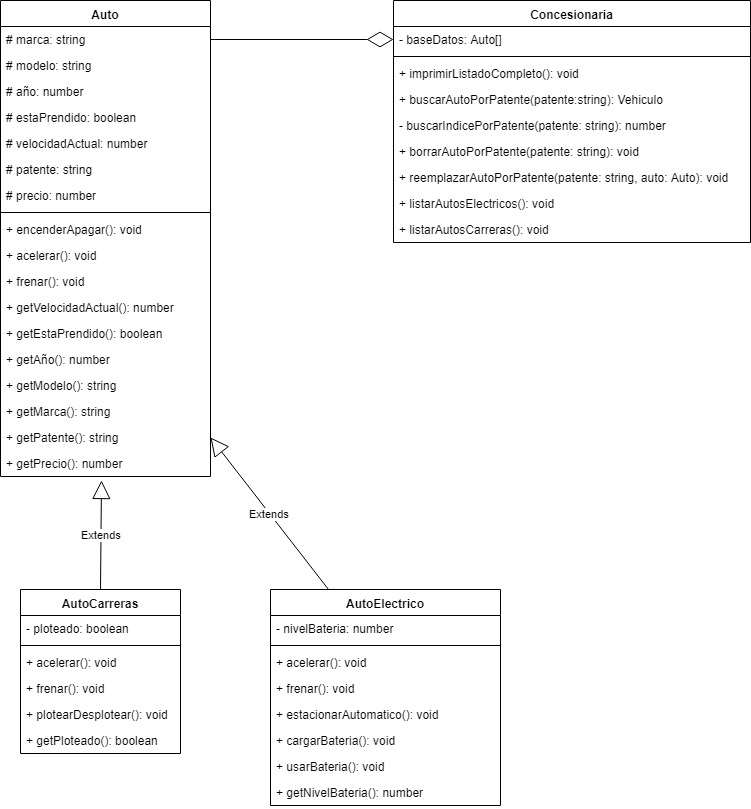 Auto
# marca: string
# modelo: string
# año: number
# estaPrendido: boolean
# velocidadActual: number
# patente: string
# precio: number
+ encenderApagar(): void
+ acelerar(): void
+ frenar(): void
+ getVelocidadActual(): number
+ getEstaPrendido(): boolean
+ getAño(): number
+ getModelo(): string
+ getMarca(): string
+ getPatente(): string
+ getPrecio(): number
Concesionaria
- baseDatos: Auto[]
+ imprimirListadoCompleto(): void
+ buscarAutoPorPatente(patente:string): Vehiculo
- buscarIndicePorPatente(patente: string): number
+ borrarAutoPorPatente(patente: string): void
+ reemplazarAutoPorPatente(patente: string, auto: Auto): void
+ listarAutosElectricos(): void
+ listarAutosCarreras(): void
Extends
Extends
AutoCarreras
- ploteado: boolean
+ acelerar(): void
+ frenar(): void
+ plotearDesplotear(): void
+ getPloteado(): boolean
AutoElectrico
- nivelBateria: number
+ acelerar(): void
+ frenar(): void
+ estacionarAutomatico(): void
+ cargarBateria(): void
+ usarBateria(): void
+ getNivelBateria(): number